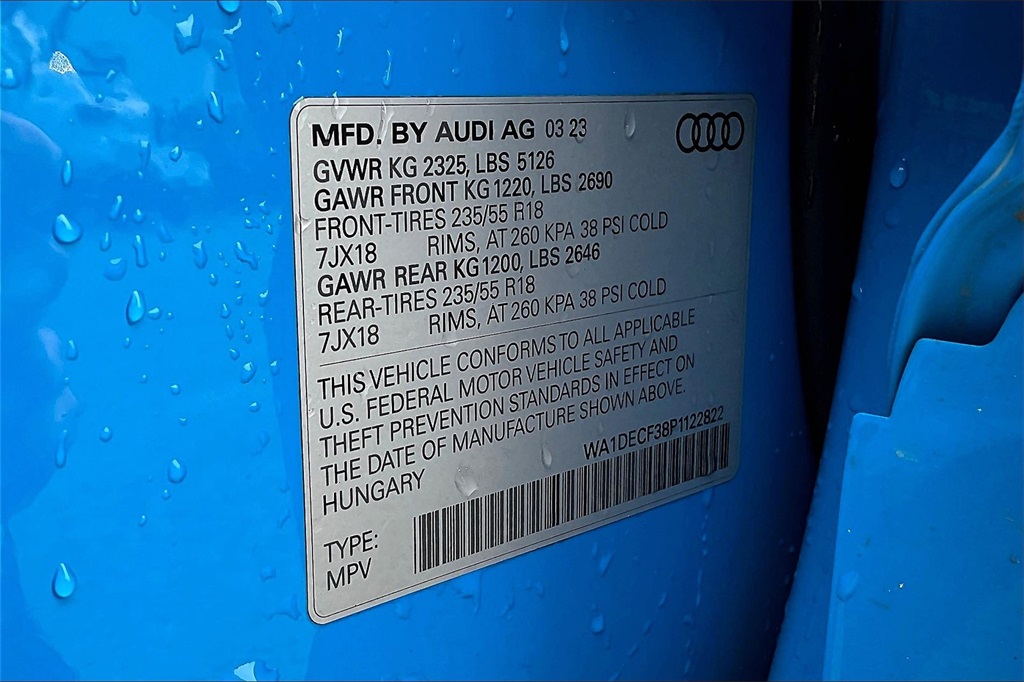 MFD. BY AUDI AG 03 23
GVWR KG 2325, LBS 5126
GAWR FRONT KG 1220, LBS 2690
FRONT-TIRES 235/55 R18
7JX18 RIMS, AT 260 KPA 38 PSI COLD
GAWR REAR KG 1200, LBS 2646
REAR-TIRES 235/55 R18
7JX18 RIMS, AT 260 KPA 38 PSI COLD
THIS VEHICLE CONFORMS TO ALL APPLICABLE
U.S. FEDERAL MOTOR VEHICLE SAFETY AND
THEFT PREVENTION STANDARDS IN EFFECT ON
THE DATE OF MANUFACTURE SHOWN ABOVE.
HUNGARY WA1DECF38P1122822
TYPE:
MPV